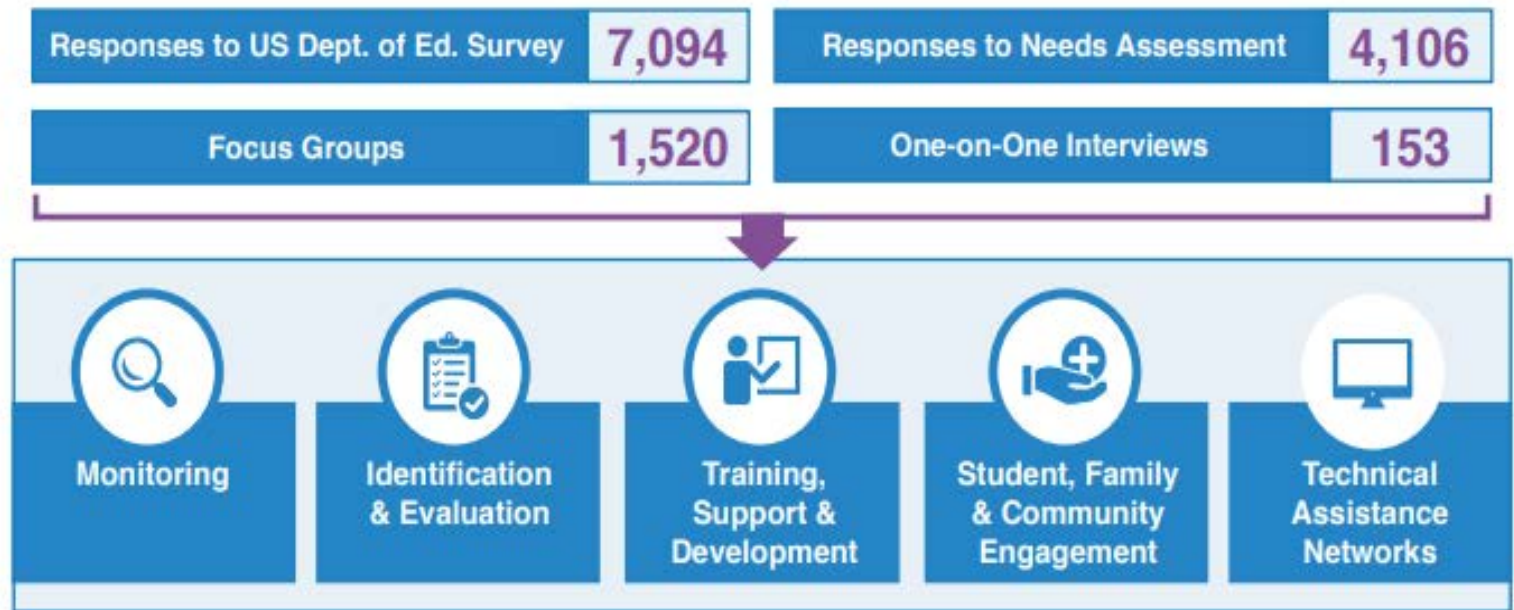 Responses to US Dept. of Ed. Survey 7,094
Responses to Needs Assessment 4,106
Focus Groups 1,520
One-on-One Interviews 153
Monitoring
Identification
& Evaluation
Training,
Support &
Development
Student, Family
& Community
Engagement
Technical
Assistance
Networks